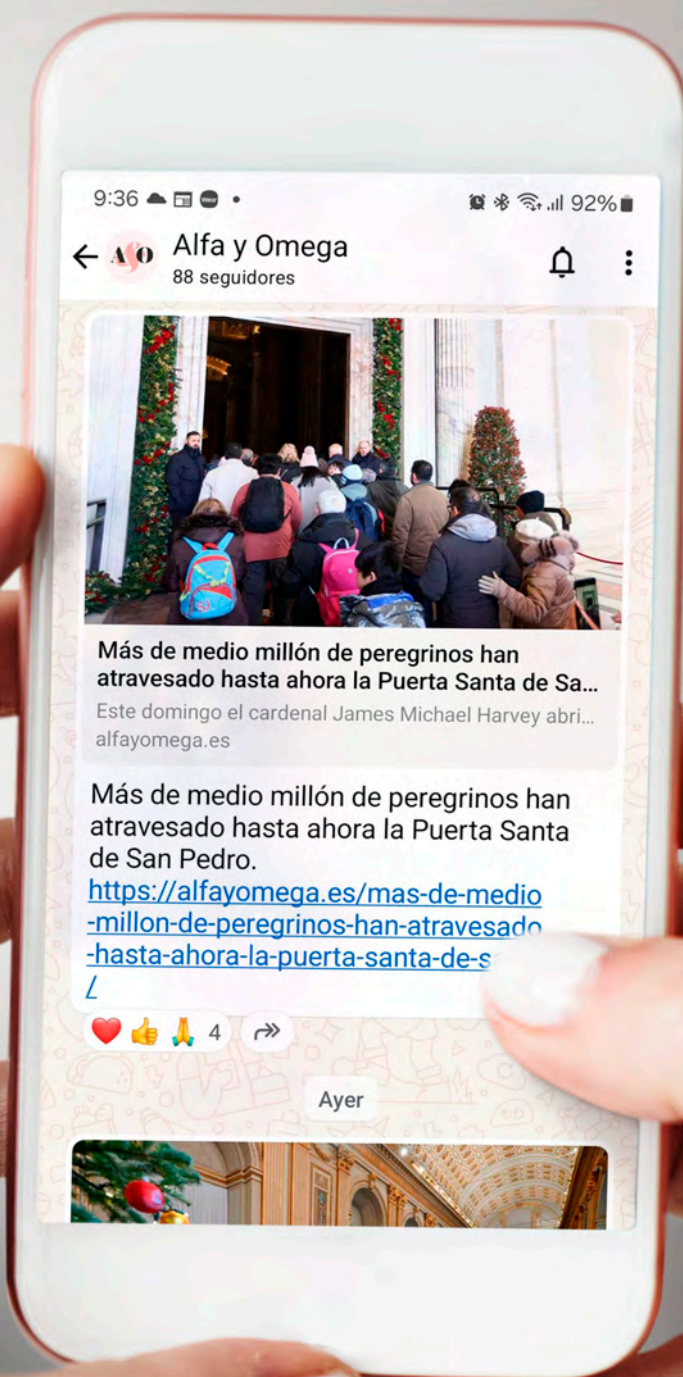 9:36
92%
A&O
Alfa y Omega
88 seguidores
Más de medio millón de peregrinos han
atravesado hasta ahora la Puerta Santa de Sa...
Este domingo el cardenal James Michael Harvey abri...
alfayomega.es
Más de medio millón de peregrinos han
atravesado hasta ahora la Puerta Santa
de San Pedro.
https://alfayomega.es/mas-de-medio
-millon-de-peregrinos-han-atravesado
-hasta-ahora-la-puerta-santa-de-s
/
4
Ayer